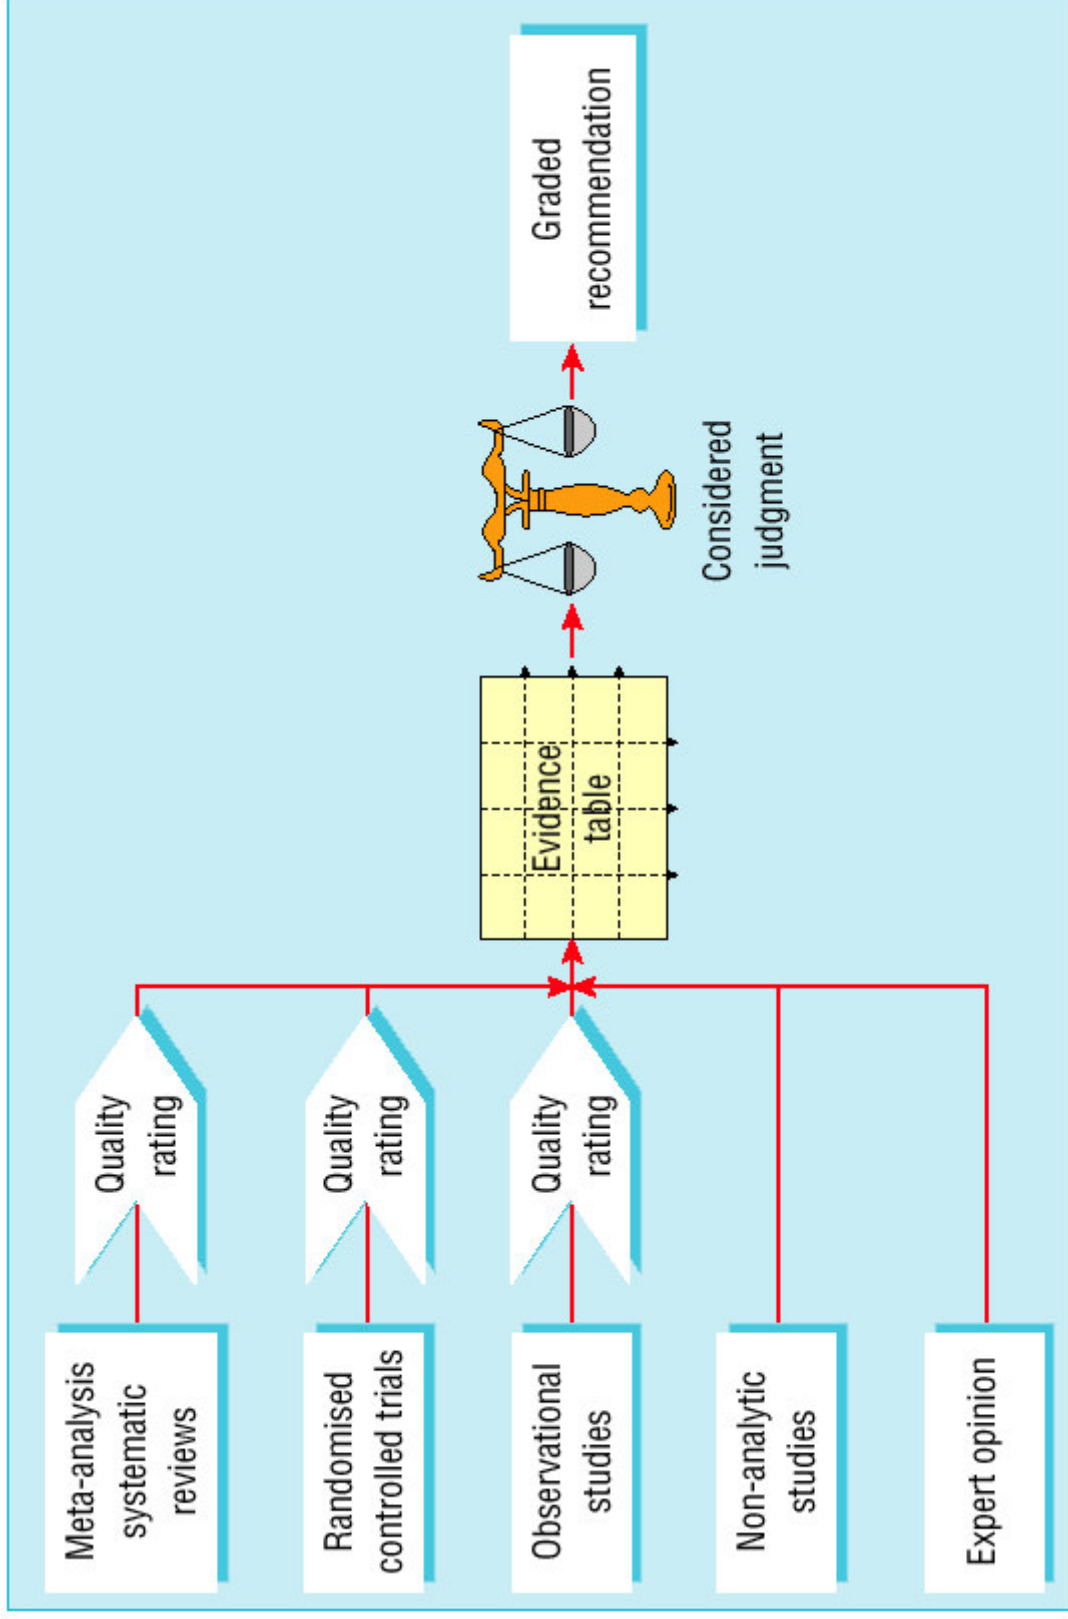 Meta-analysis
systematic
reviews
Quality
rating
Randomised
controlled trials
Quality
rating
Observational
studies
Quality
rating
Non-analytic
studies
Expert opinion
Evidence
table
Considered
judgment
Graded
recommendation